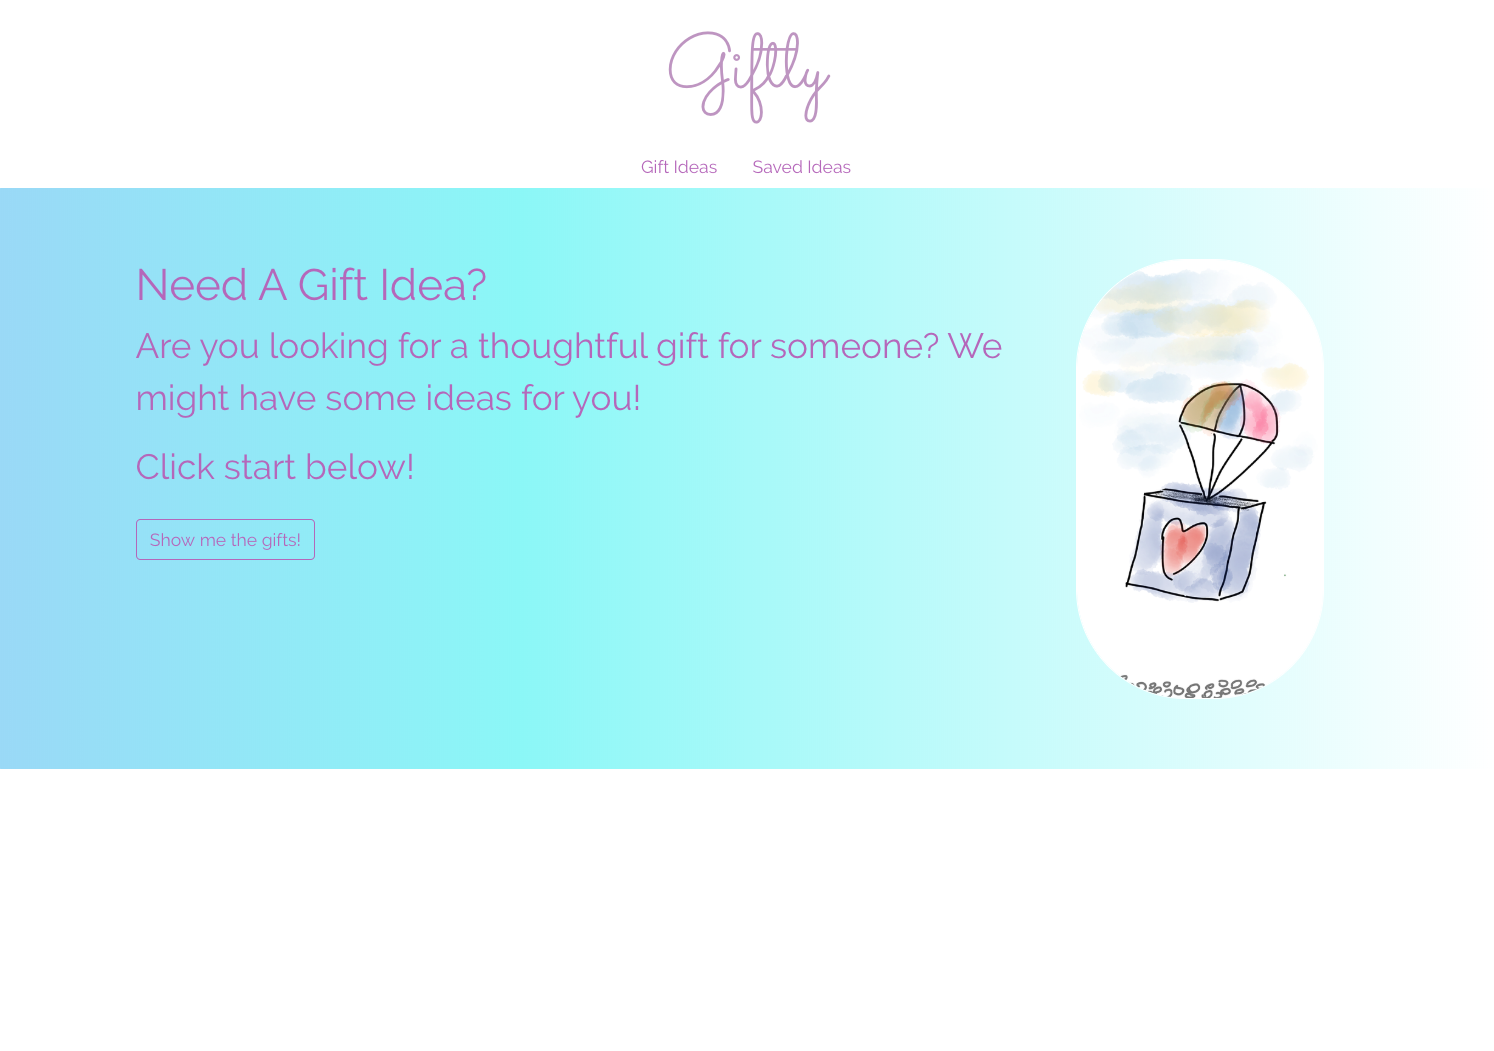 Giftly
Gift Ideas Saved Ideas
Need A Gift Idea?
Are you looking for a thoughtful gift for someone? We
might have some ideas for you!
Click start below!
Show me the gifts!